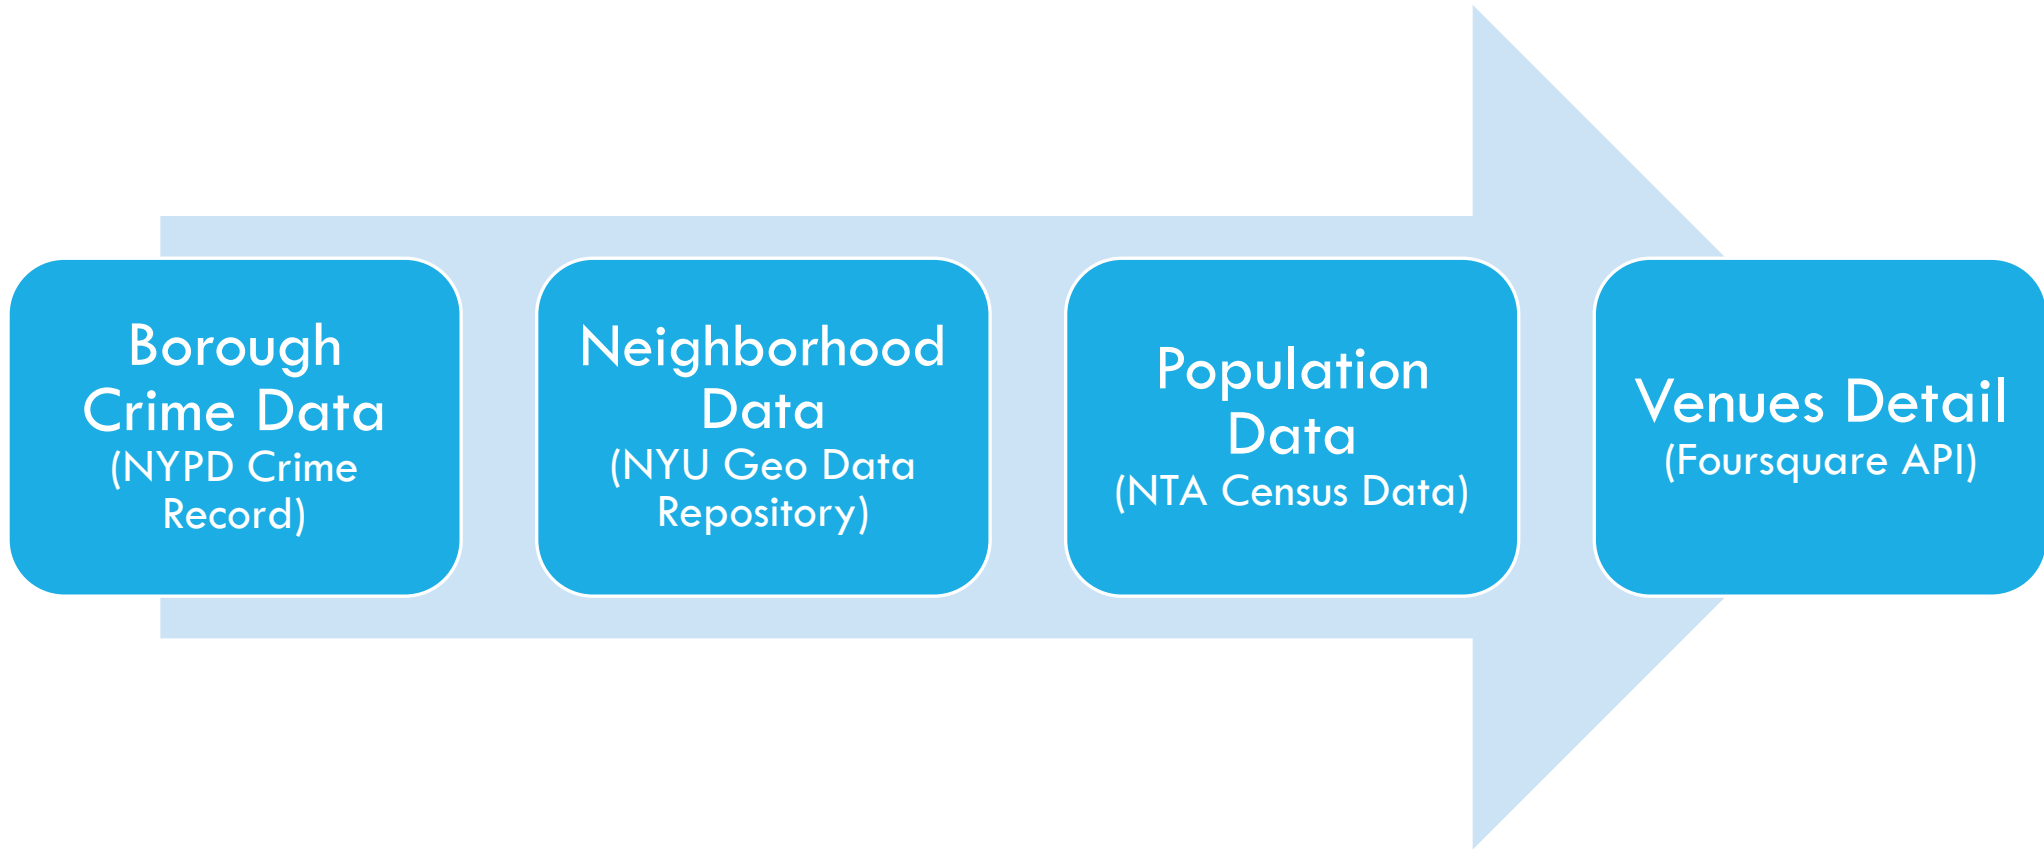 Borough
Crime Data
(NYPD Crime
Record)
Neighborhood
Data
(NYU Geo Data
Repository)
Population
Data
(NTA Census Data)
Venues Detail
(Foursquare API)